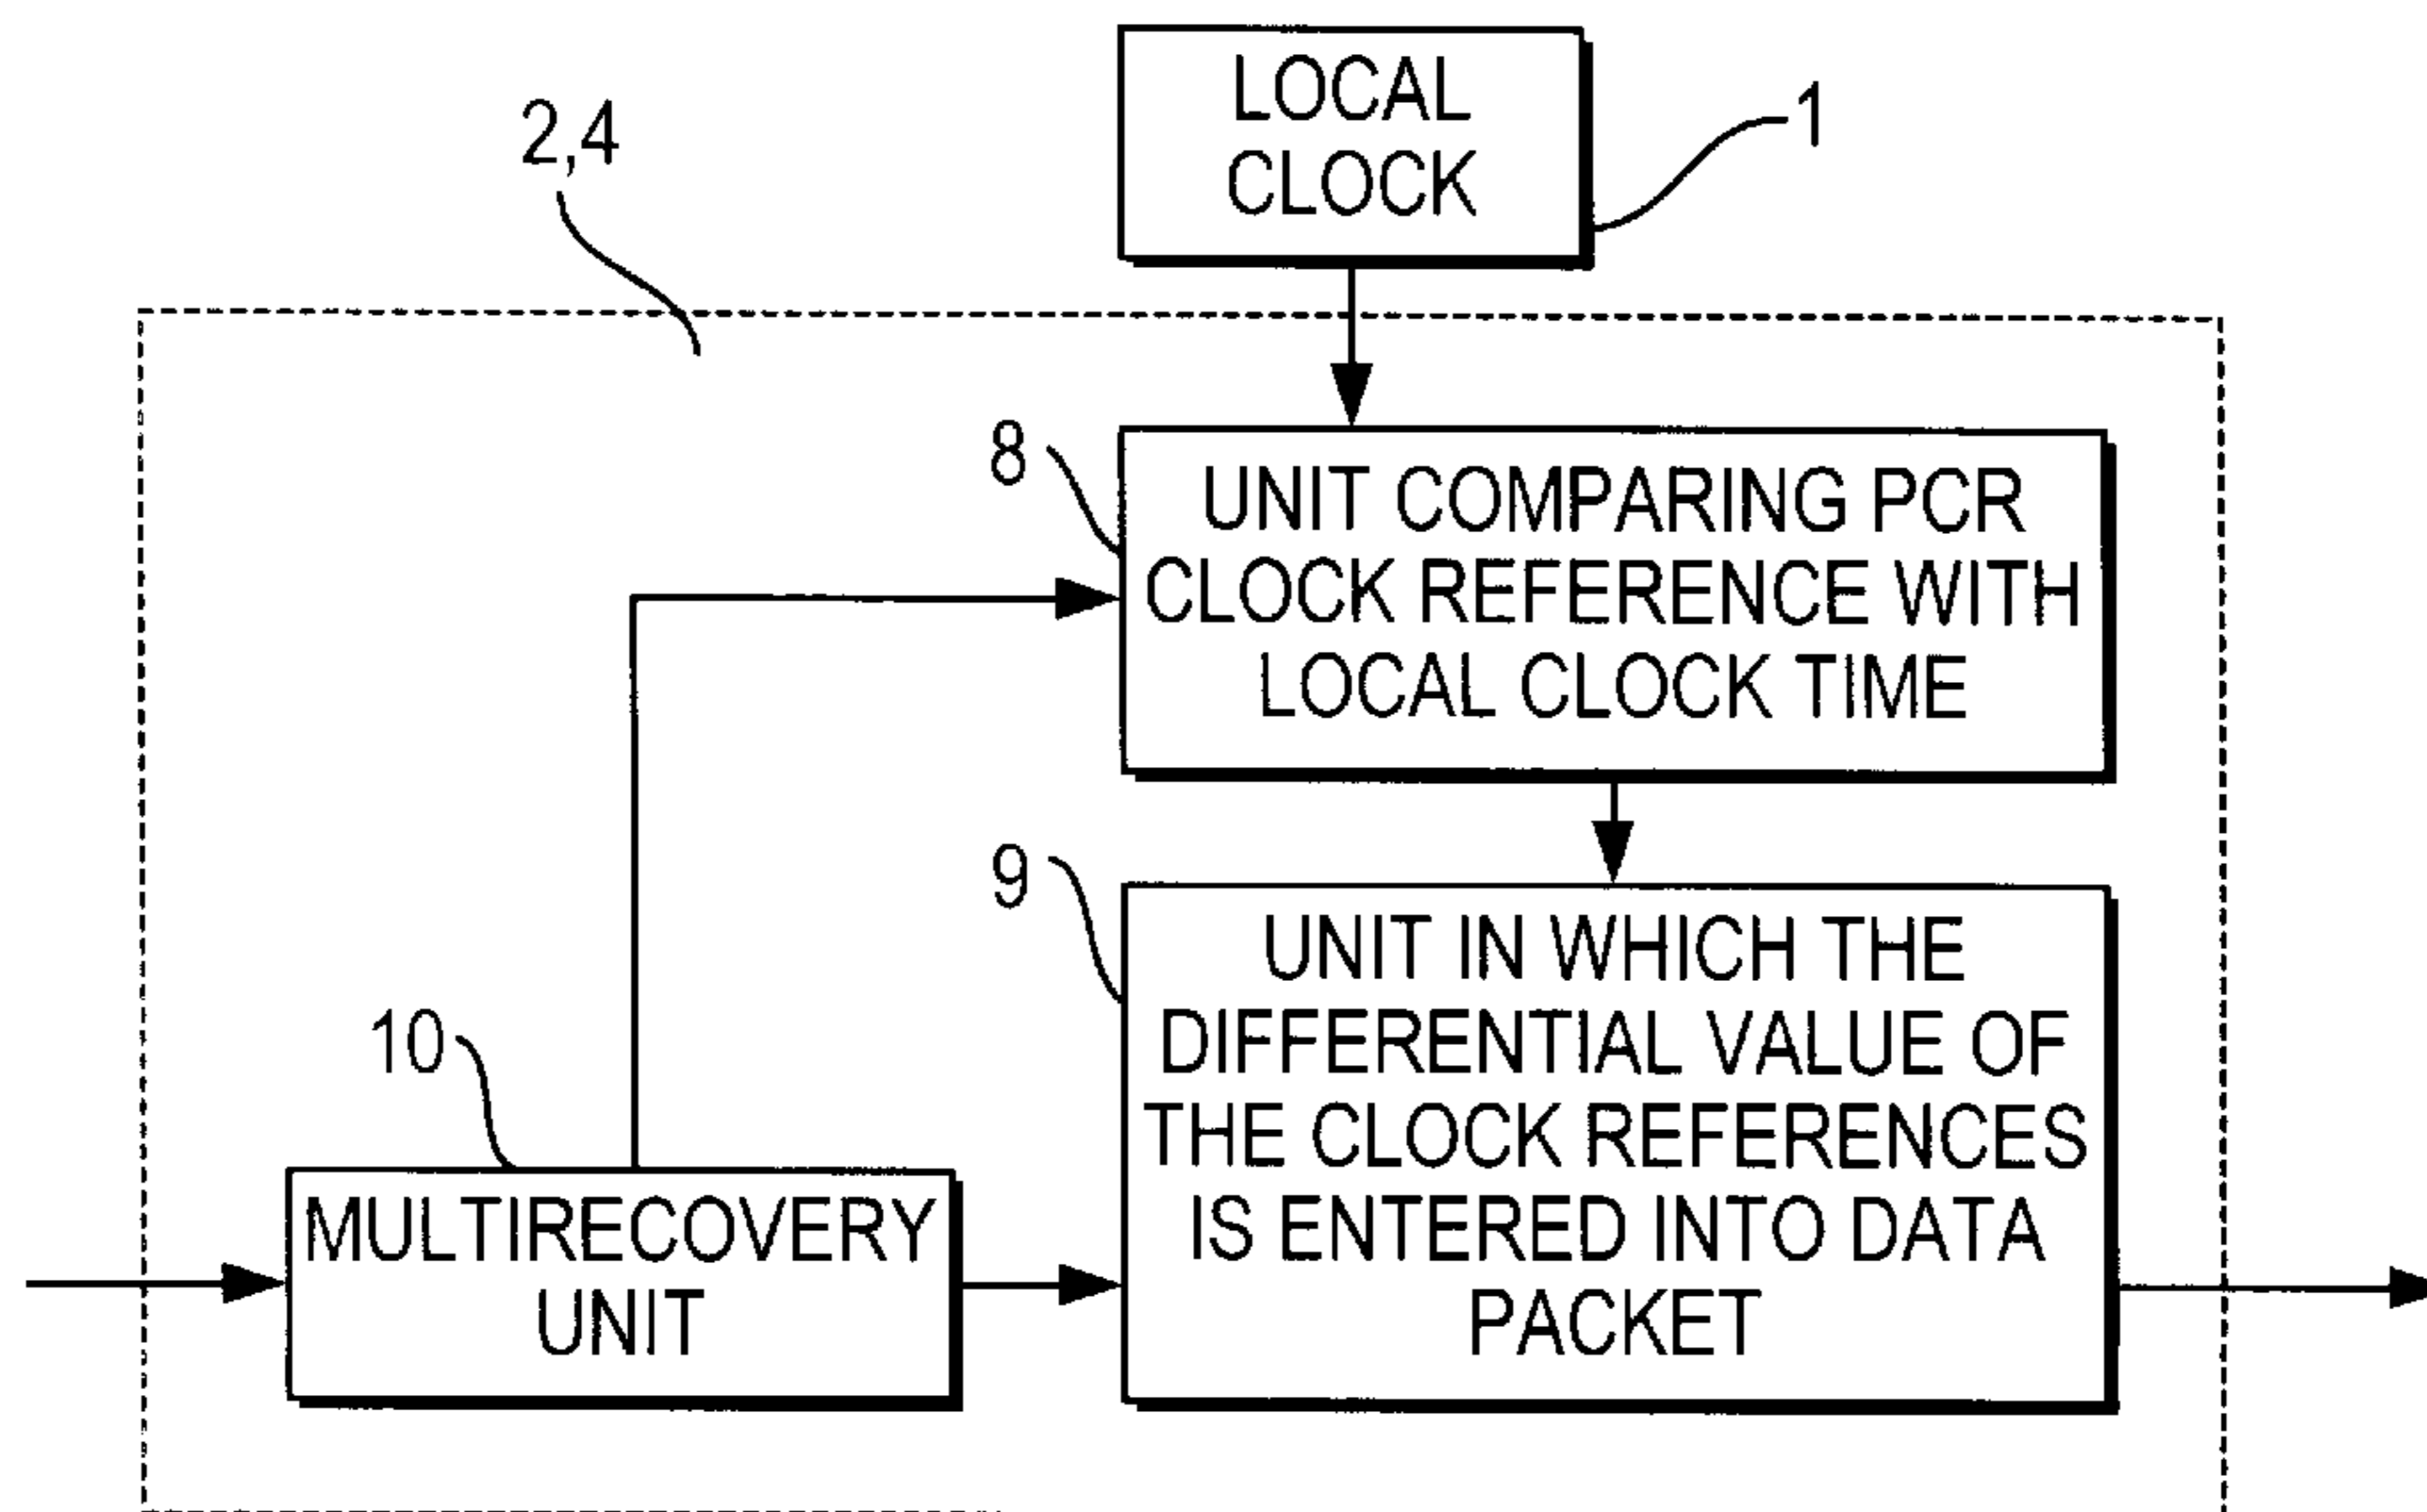 LOCAL
CLOCK
1
2,4
8
UNIT COMPARING PCR
CLOCK REFERENCE WITH
LOCAL CLOCK TIME
9
UNIT IN WHICH THE
DIFFERENTIAL VALUE OF
THE CLOCK REFERENCES
IS ENTERED INTO DATA
PACKET
10
MULTIRECOVERY
UNIT